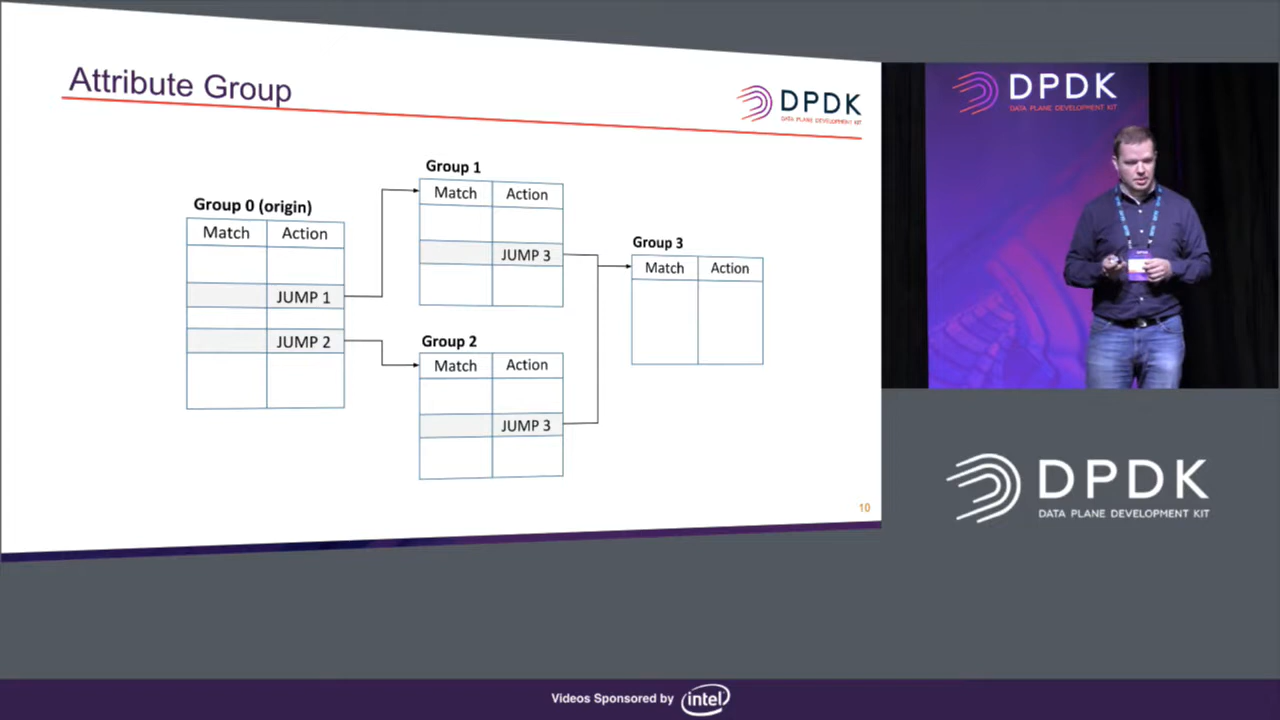 Attribute Group
DPDK
DATA PLANE DEVELOPMENT KIT
Group 0 (origin)
Match Action
JUMP 1
JUMP 2
Group 1
Match Action
JUMP 3
Group 2
Match Action
JUMP 3
Group 3
Match Action
10
DPDK
DATA PLANE DEVELOPMENT KIT
DPDK
DATA PLANE DEVELOPMENT KIT
Videos Sponsored by intel